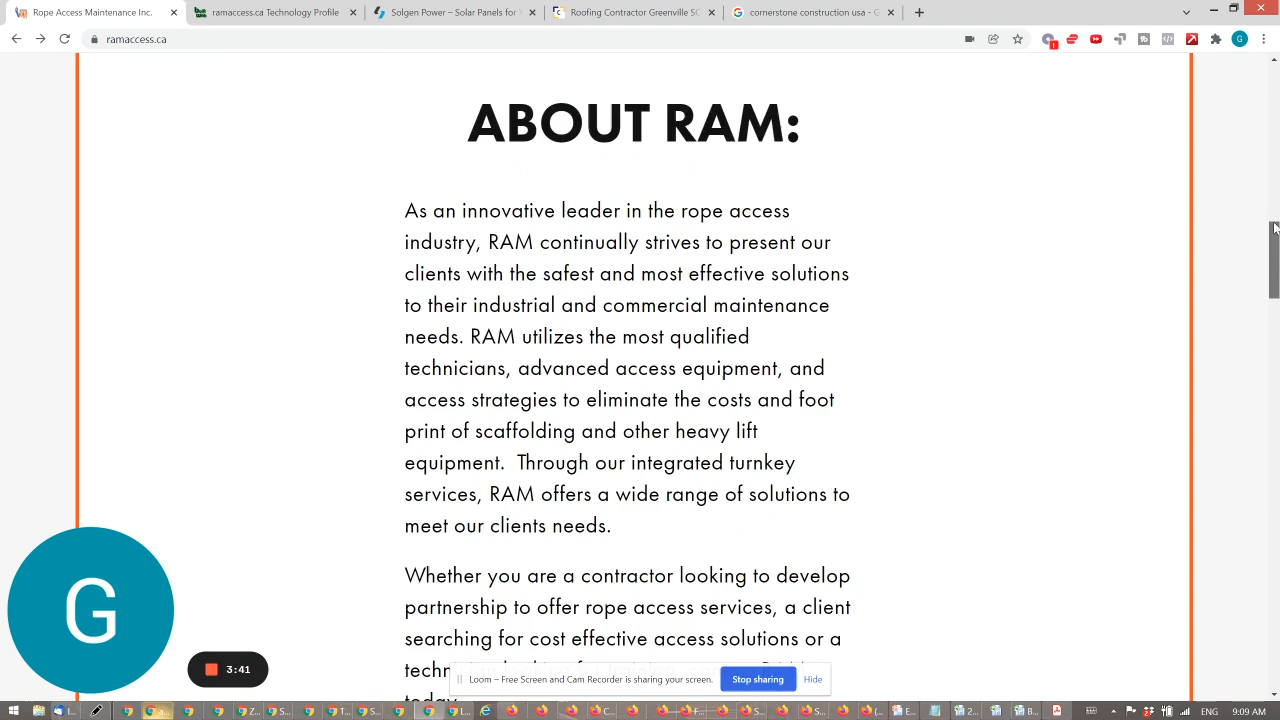 Rope Access Maintenance Inc.
ramaccess.ca Technology Profile
Solgen Power – Solar Panels for
Roofing Contractor Greenville SC
cornerstone construction usa - G
ramaccess.ca
G
ABOUT RAM:
As an innovative leader in the rope access
industry, RAM continually strives to present our
clients with the safest and most effective solutions
to their industrial and commercial maintenance
needs. RAM utilizes the most qualified
technicians, advanced access equipment, and
access strategies to eliminate the costs and foot
print of scaffolding and other heavy lift
equipment.  Through our integrated turnkey
services, RAM offers a wide range of solutions to
meet our clients needs.
Whether you are a contractor looking to develop
partnership to offer rope access services, a client
searching for cost effective access solutions or a
G
3:41
Loom – Free Screen and Cam Recorder is sharing your screen.
Stop sharing
Hide
today
ENG
9:09 AM